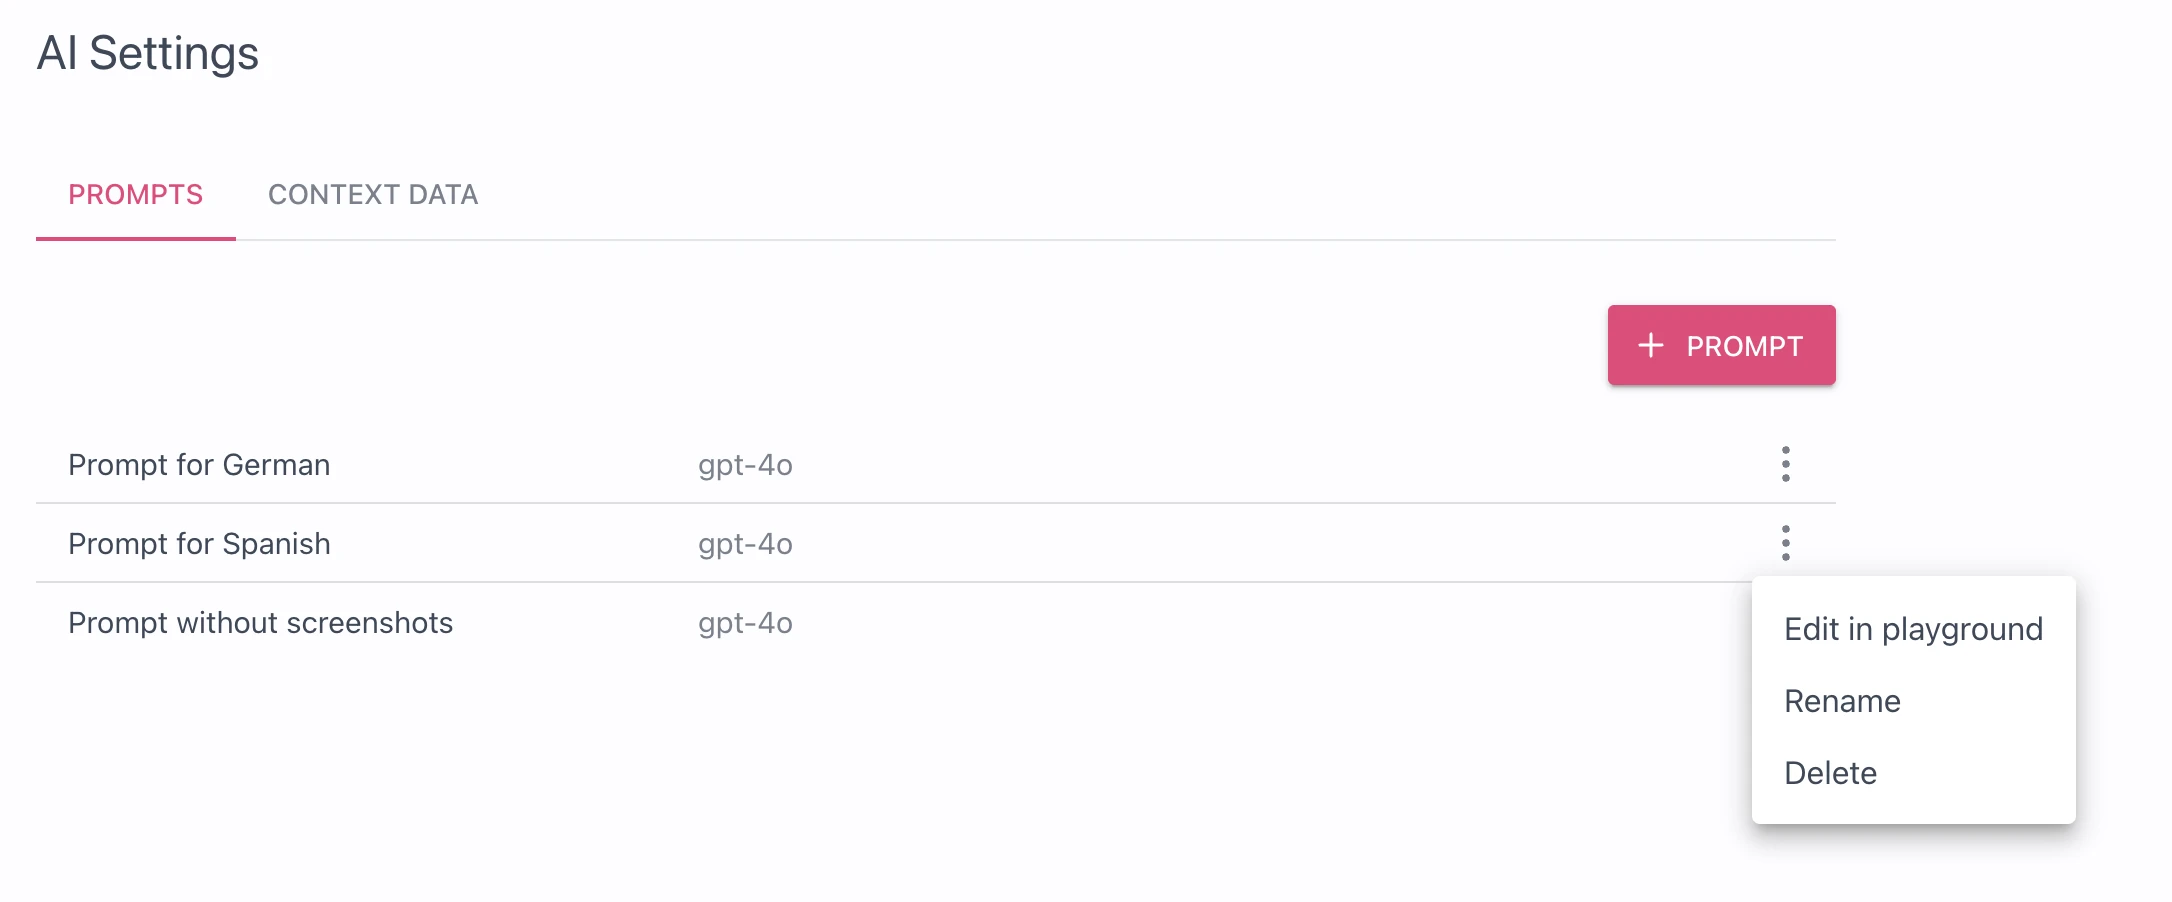 AI Settings
PROMPTS CONTEXT DATA
PROMPT
Prompt for German gpt-4o
Prompt for Spanish gpt-4o
Prompt without screenshots gpt-4o
Edit in playground
Rename
Delete